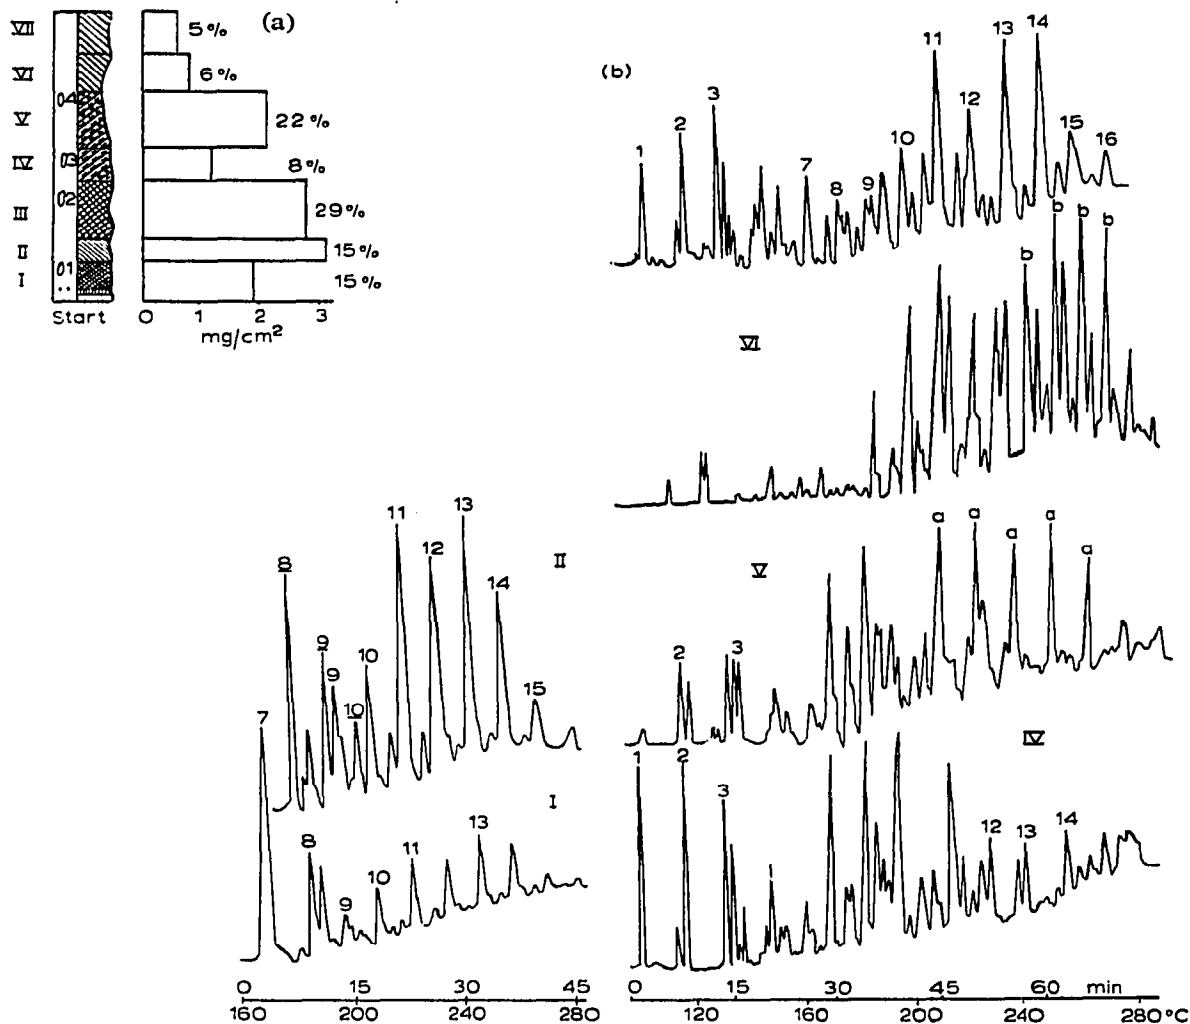 (a)
VII 5%
VI 6%
04 V 22%
03 IV 8%
02 III 29%
II 15%
01 I 15%
Start 0 1 2 3
mg/cm²
(b)
1 2 3 7 8 9 10 11 12 13 14 15 16
VI
b b b b
V
2 3 a a a a a
IV
1 2 3 1 12 13 14
II
8 9 9 10 10 11 12 13 14 15
I
7 8 9 10 11 13
0 15 30 45
160 200 240 280
0 15 30 45 60 min
120 160 200 240 280°C